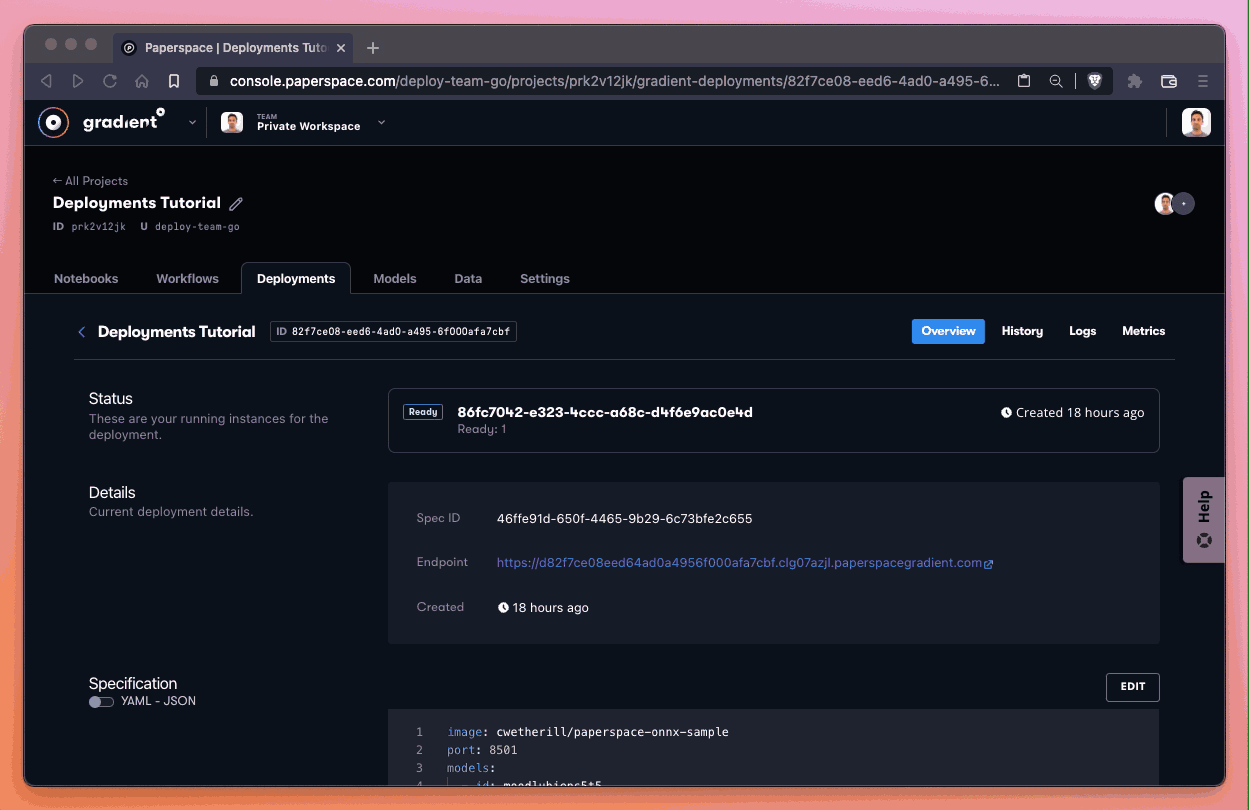 Paperspace | Deployments Tuto
console.paperspace.com/deploy-team-go/projects/prk2v12jk/gradient-deployments/82f7ce08-eed6-4ad0-a495-6...
gradient
TEAM
Private Workspace
← All Projects
Deployments Tutorial
ID prk2v12jk U deploy-team-go
Notebooks Workflows Deployments Models Data Settings
Deployments Tutorial ID 82f7ce08-eed6-4ad0-a495-6f000afa7cbf Overview History Logs Metrics
Status
These are your running instances for the
deployment.
Ready 86fc7042-e323-4ccc-a68c-d4f6e9ac0e4d Created 18 hours ago
Ready: 1
Details
Current deployment details.
Spec ID 46ffe91d-650f-4465-9b29-6c73bfe2c655
Endpoint https://d82f7ce08eed64ad0a4956f000afa7cbf.clg07azjl.paperspacegradient.com
Created 18 hours ago
Help
Specification
YAML - JSON
EDIT
1 image: cwetherill/paperspace-onnx-sample
2 port: 8501
3 models:
4 - id: